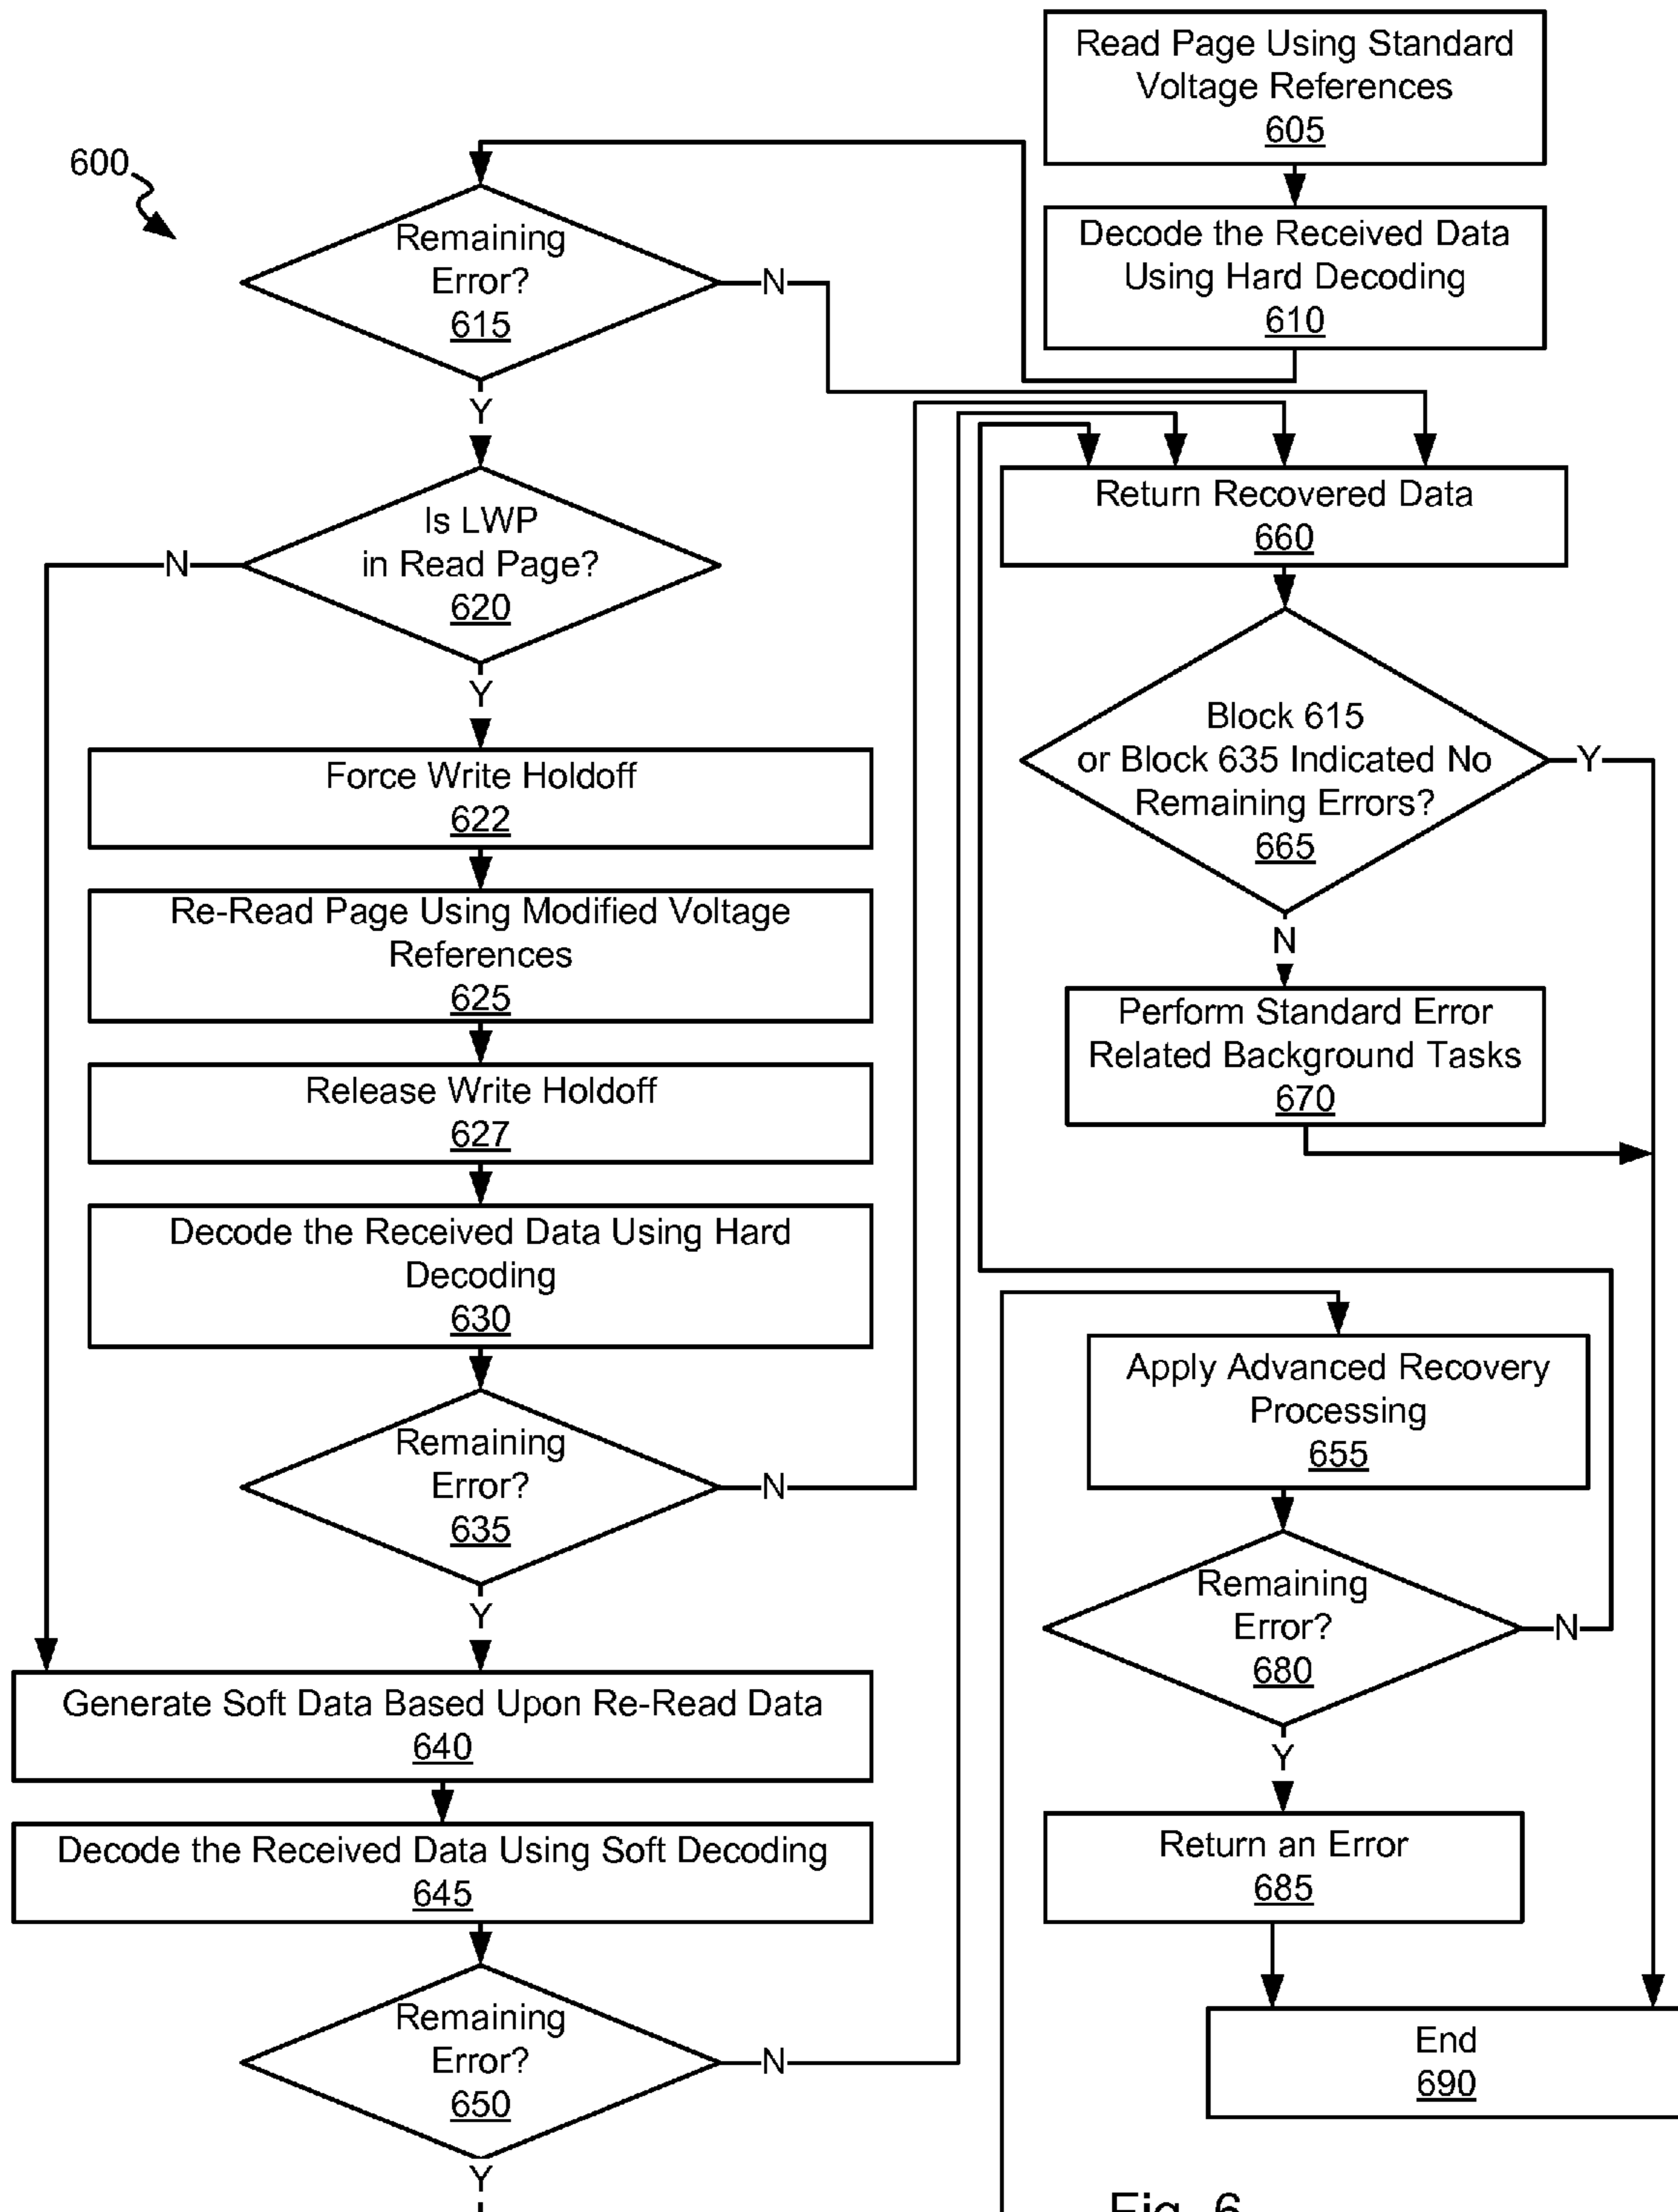 Read Page Using Standard
Voltage References
605
Decode the Received Data
Using Hard Decoding
610
600
Remaining
Error?
615
N
Y
Is LWP
in Read Page?
620
N
Y
Force Write Holdoff
622
Re-Read Page Using Modified Voltage
References
625
Release Write Holdoff
627
Decode the Received Data Using Hard
Decoding
630
Remaining
Error?
635
N
Y
Generate Soft Data Based Upon Re-Read Data
640
Decode the Received Data Using Soft Decoding
645
Remaining
Error?
650
N
Y
Return Recovered Data
660
Block 615
or Block 635 Indicated No
Remaining Errors?
665
Y
N
Perform Standard Error
Related Background Tasks
670
Apply Advanced Recovery
Processing
655
Remaining
Error?
680
N
Y
Return an Error
685
End
690
Fig. 6